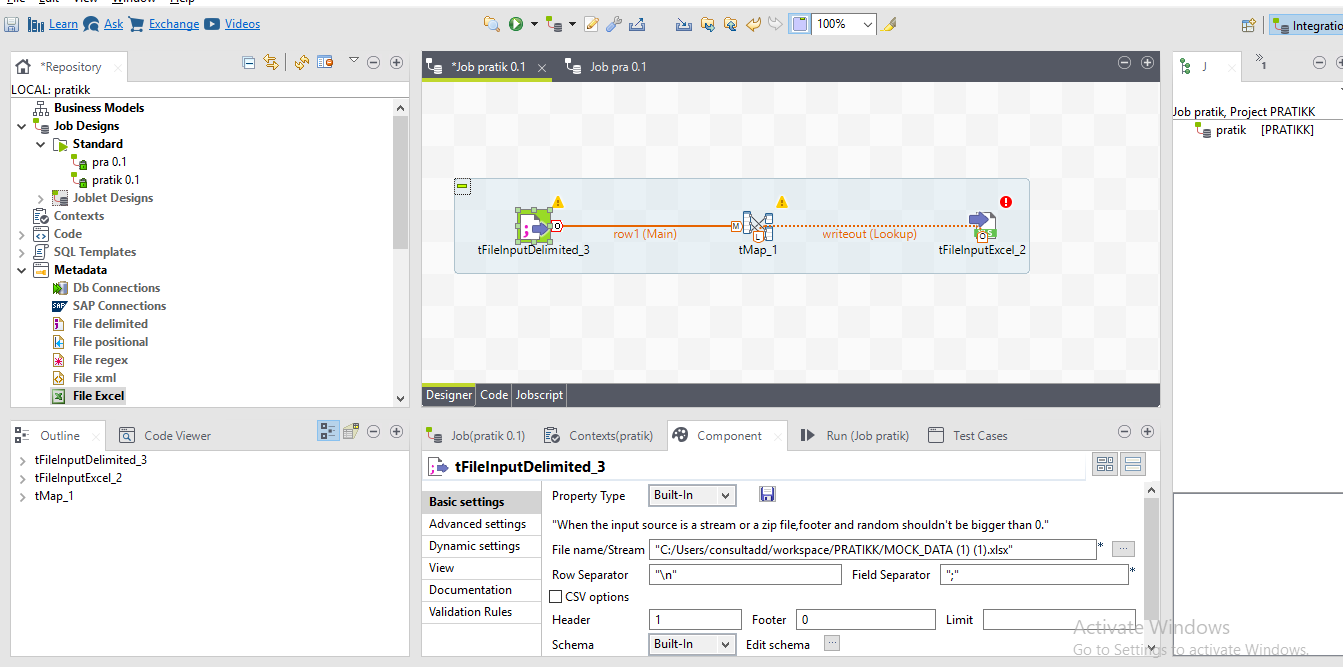 File Edit View Window Help
Learn Ask Exchange Videos 100% Integratio
*Repository
LOCAL: pratikk
Business Models
Job Designs
Standard
pra 0.1
pratik 0.1
Joblet Designs
Contexts
Code
SQL Templates
Metadata
Db Connections
SAP Connections
File delimited
File positional
File regex
File xml
File Excel
*Job pratik 0.1 Job pra 0.1
row1 (Main) writeout (Lookup)
tFileInputDelimited_3 tMap_1 tFileInputExcel_2
Designer Code Jobscript
J 1
Job pratik, Project PRATIKK
pratik [PRATIKK]
Outline Code Viewer
tFileInputDelimited_3
tFileInputExcel_2
tMap_1
Job(pratik 0.1) Contexts(pratik) Component Run (Job pratik) Test Cases
tFileInputDelimited_3
Basic settings
Advanced settings
Dynamic settings
View
Documentation
Validation Rules
Property Type Built-In
"When the input source is a stream or a zip file,footer and random shouldn't be bigger than 0."
File name/Stream "C:/Users/consultadd/workspace/PRATIKK/MOCK_DATA (1) (1).xlsx" * ...
Row Separator "\n" Field Separator ";" *
CSV options
Header 1 Footer 0 Limit
Schema Built-In Edit schema ...
Activate Windows
Go to Settings to activate Windows.